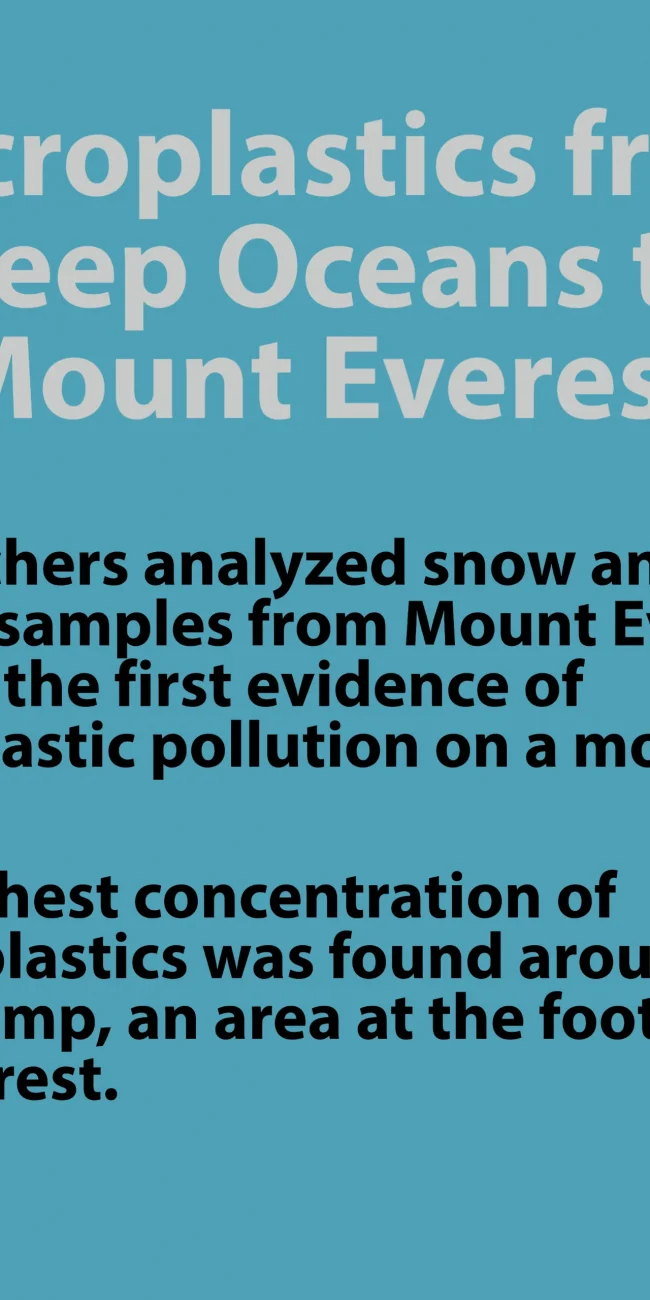 croplastics fr
eep Oceans t
Mount Everes
chers analyzed snow an
samples from Mount Ev
the first evidence of
astic pollution on a mo
hest concentration of
plastics was found arou
mp, an area at the foot
rest.